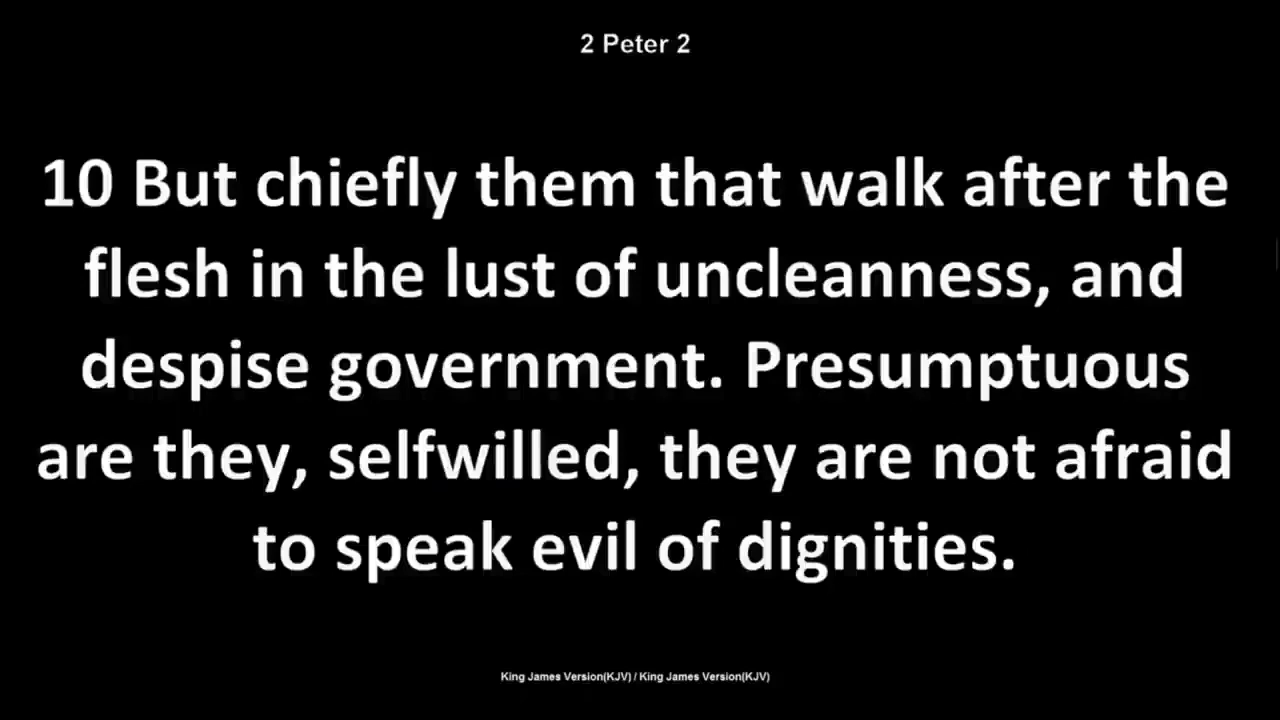 2 Peter 2
10 But chiefly them that walk after the
flesh in the lust of uncleanness, and
despise government. Presumptuous
are they, selfwilled, they are not afraid
to speak evil of dignities.
King James Version(KJV) / King James Version(KJV)